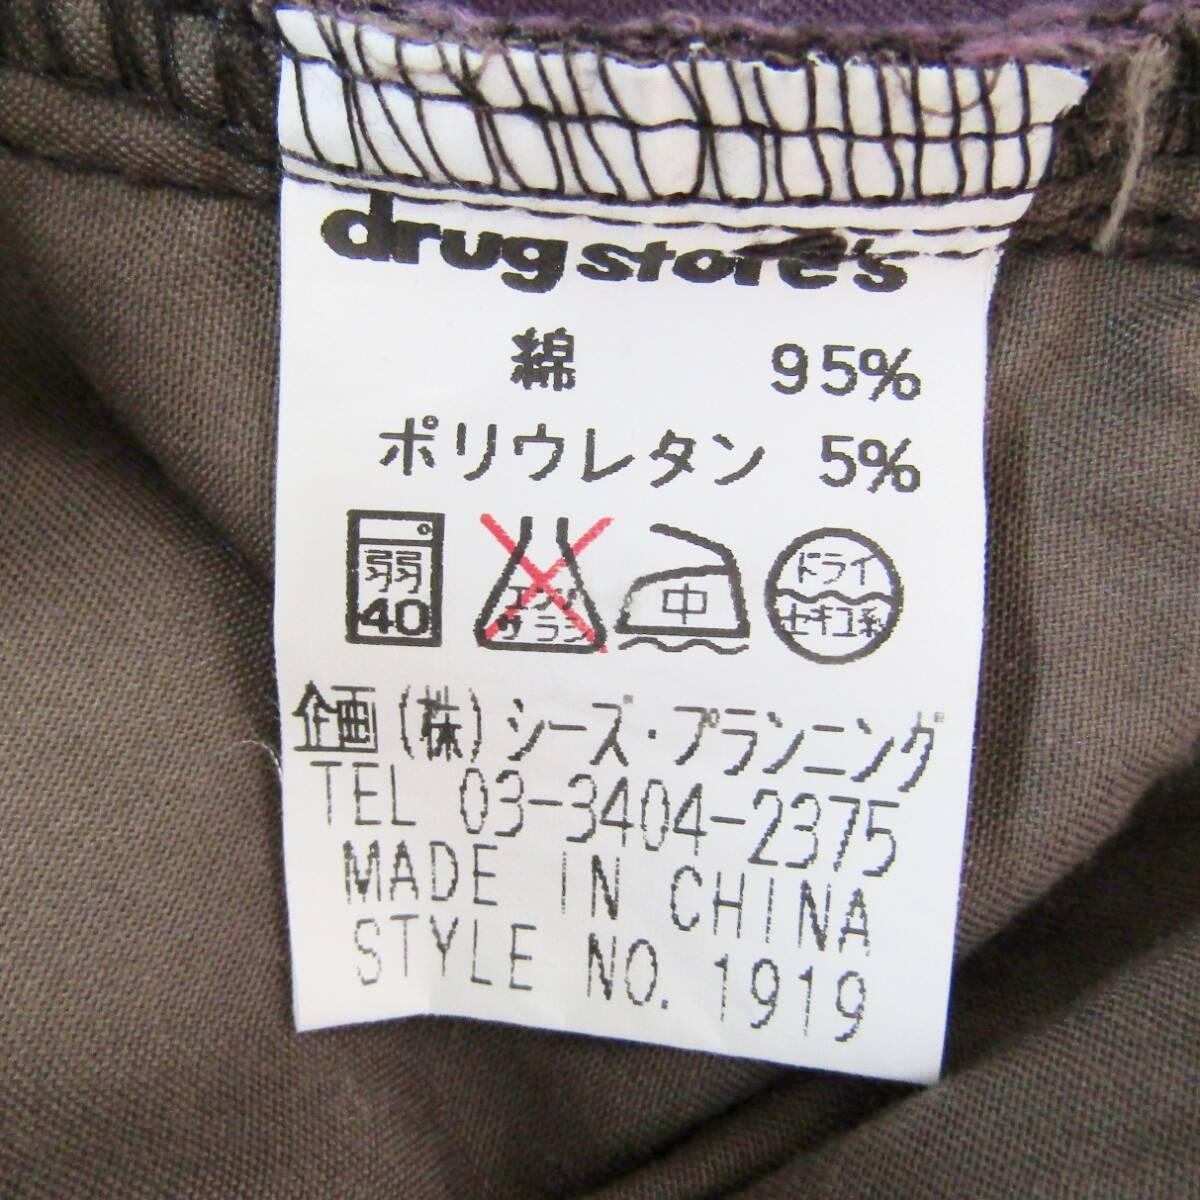 drug store's
綿 95%
ポリウレタン 5%
弱
40
エンソ
サラシ
中
ドライ
セキユ系
企画 (株)シーズ・プランニング
TEL 03-3404-2375
MADE IN CHINA
STYLE NO. 1919